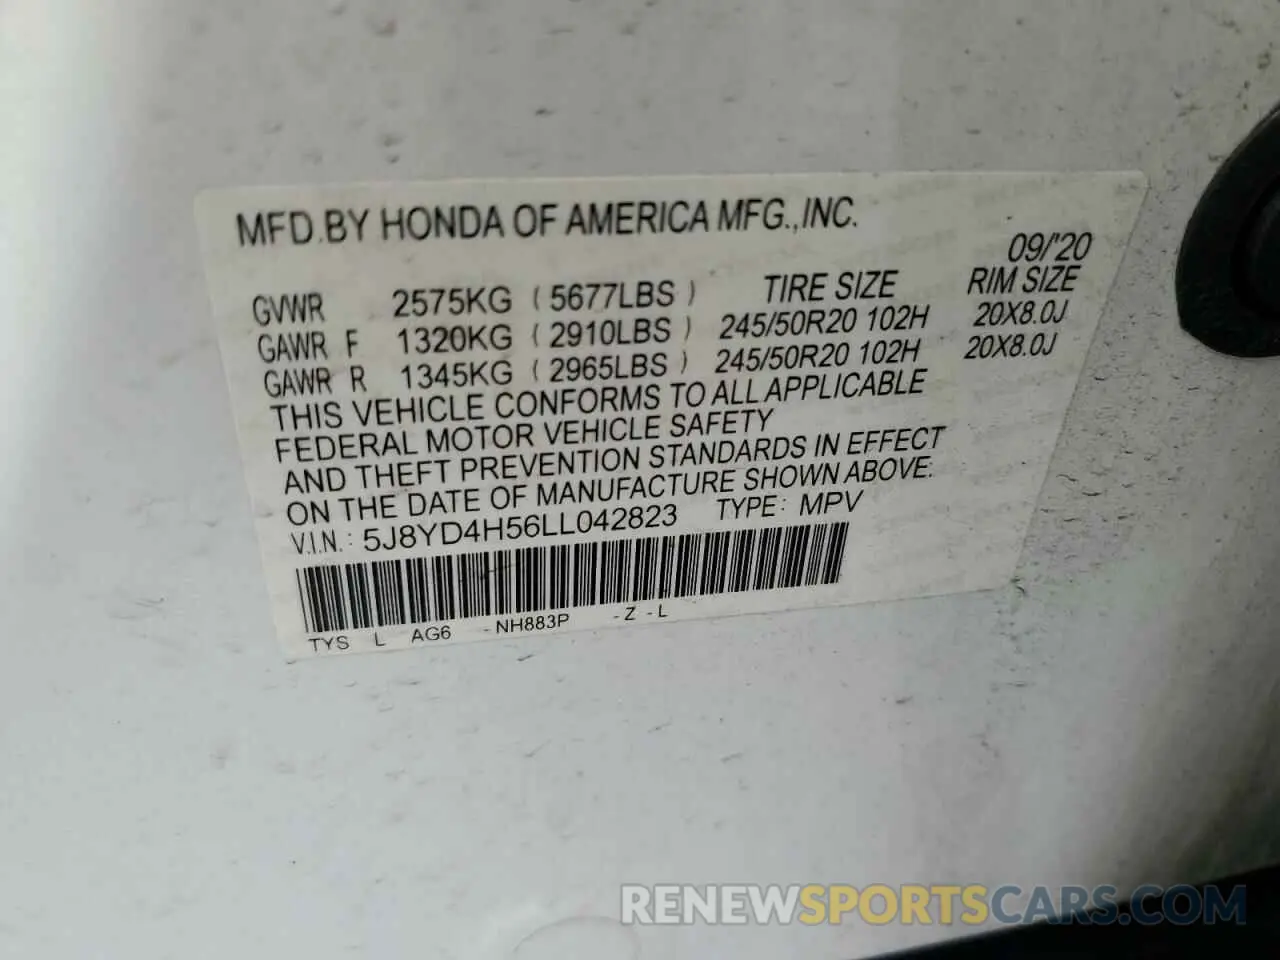 MFD.BY HONDA OF AMERICA MFG.,INC.
09/'20
GVWR 2575KG ( 5677LBS ) TIRE SIZE RIM SIZE
GAWR F 1320KG ( 2910LBS ) 245/50R20 102H 20X8.0J
GAWR R 1345KG ( 2965LBS ) 245/50R20 102H 20X8.0J
THIS VEHICLE CONFORMS TO ALL APPLICABLE
FEDERAL MOTOR VEHICLE SAFETY
AND THEFT PREVENTION STANDARDS IN EFFECT
ON THE DATE OF MANUFACTURE SHOWN ABOVE.
V.I.N.: 5J8YD4H56LL042823 TYPE: MPV
TYS L AG6 -NH883P -Z-L
RENEWSPORTSCARS.COM